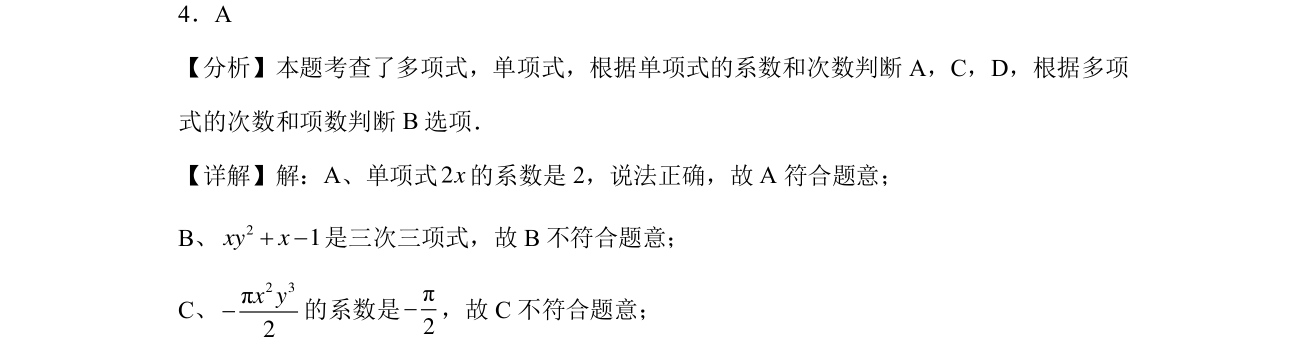 4．A
【分析】本题考查了多项式，单项式，根据单项式的系数和次数判断 A，C，D，根据多项
式的次数和项数判断 B 选项．
【详解】解：A、单项式 2x 的系数是 2，说法正确，故 A 符合题意；
B、xy² + x − 1 是三次三项式，故 B 不符合题意；
C、−πx²y³/2 的系数是 −π/2，故 C 不符合题意；